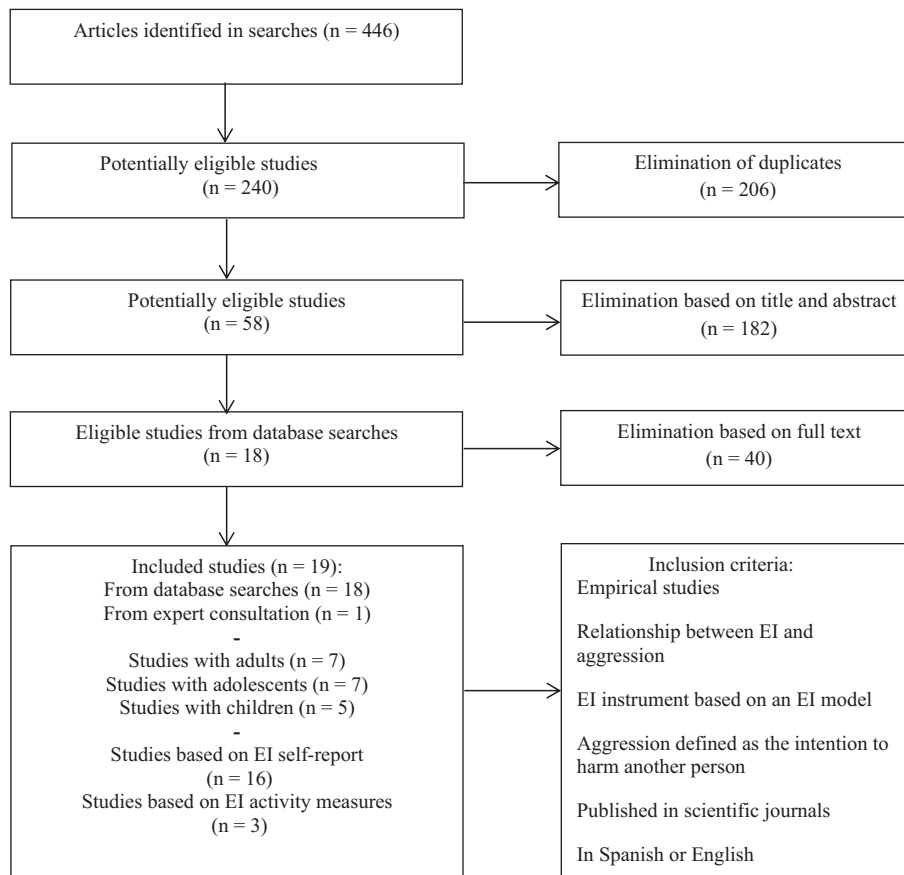 Articles identified in searches (n = 446)
Potentially eligible studies
(n = 240)
Elimination of duplicates
(n = 206)
Potentially eligible studies
(n = 58)
Elimination based on title and abstract
(n = 182)
Eligible studies from database searches
(n = 18)
Elimination based on full text
(n = 40)
Included studies (n = 19):
From database searches (n = 18)
From expert consultation (n = 1)
-
Studies with adults (n = 7)
Studies with adolescents (n = 7)
Studies with children (n = 5)
-
Studies based on EI self-report
(n = 16)
Studies based on EI activity measures
(n = 3)
Inclusion criteria:
Empirical studies
Relationship between EI and
aggression
EI instrument based on an EI model
Aggression defined as the intention to
harm another person
Published in scientific journals
In Spanish or English